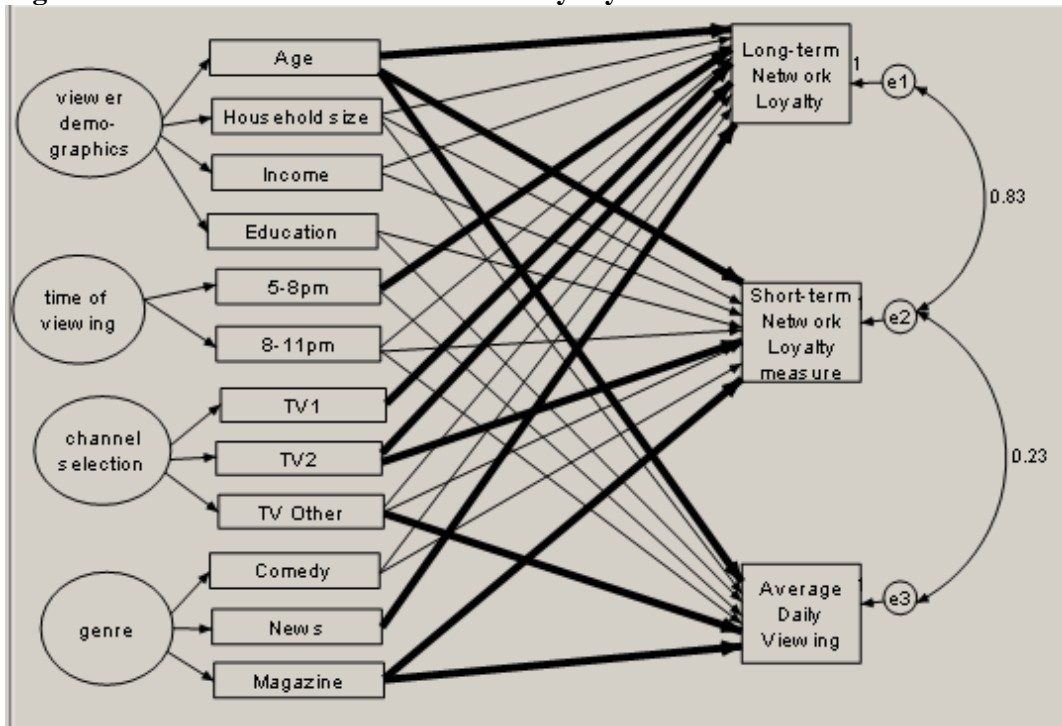 viewer
demo-
graphics
time of
viewing
channel
selection
genre
Age
Household size
Income
Education
5-8pm
8-11pm
TV1
TV2
TV Other
Comedy
News
Magazine
Long-term
Network
Loyalty
1
e1
0.83
Short-term
Network
Loyalty
measure
e2
0.23
Average
Daily
Viewing
e3